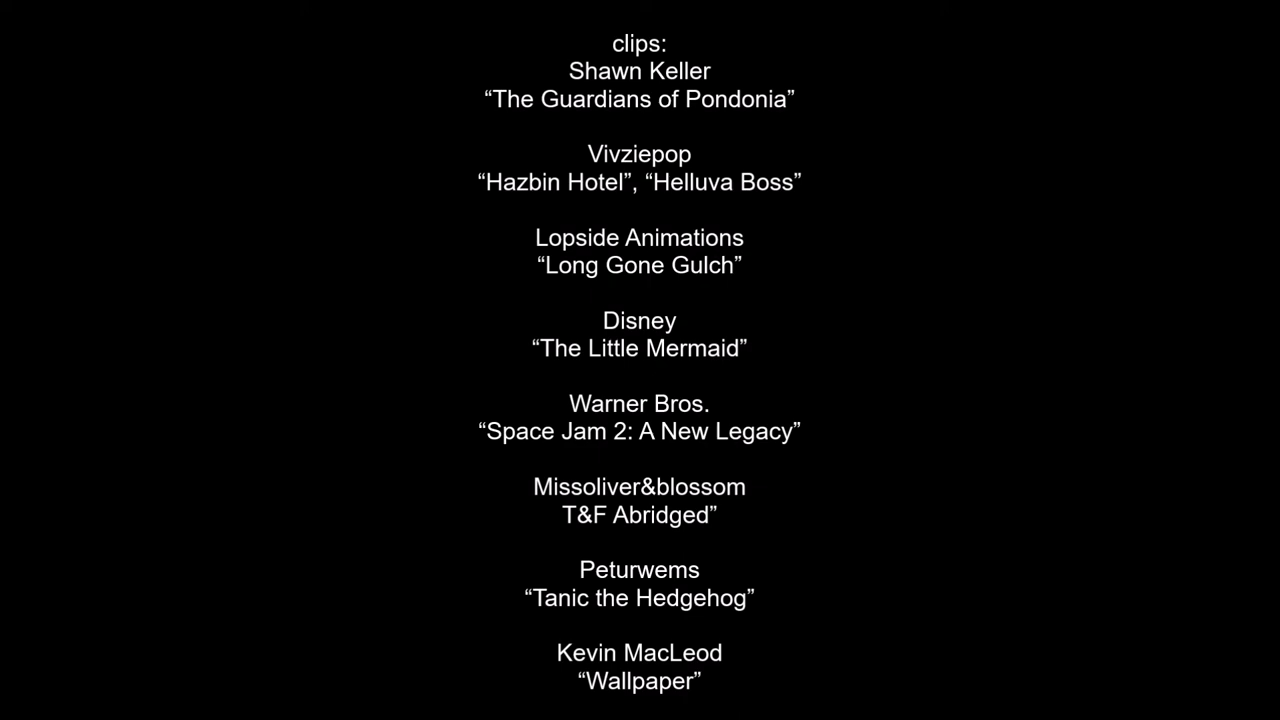 clips:
Shawn Keller
“The Guardians of Pondonia”
Vivziepop
“Hazbin Hotel”, “Helluva Boss”
Lopside Animations
“Long Gone Gulch”
Disney
“The Little Mermaid”
Warner Bros.
“Space Jam 2: A New Legacy”
Missoliver&blossom
T&F Abridged”
Peturwems
“Tanic the Hedgehog”
Kevin MacLeod
“Wallpaper”